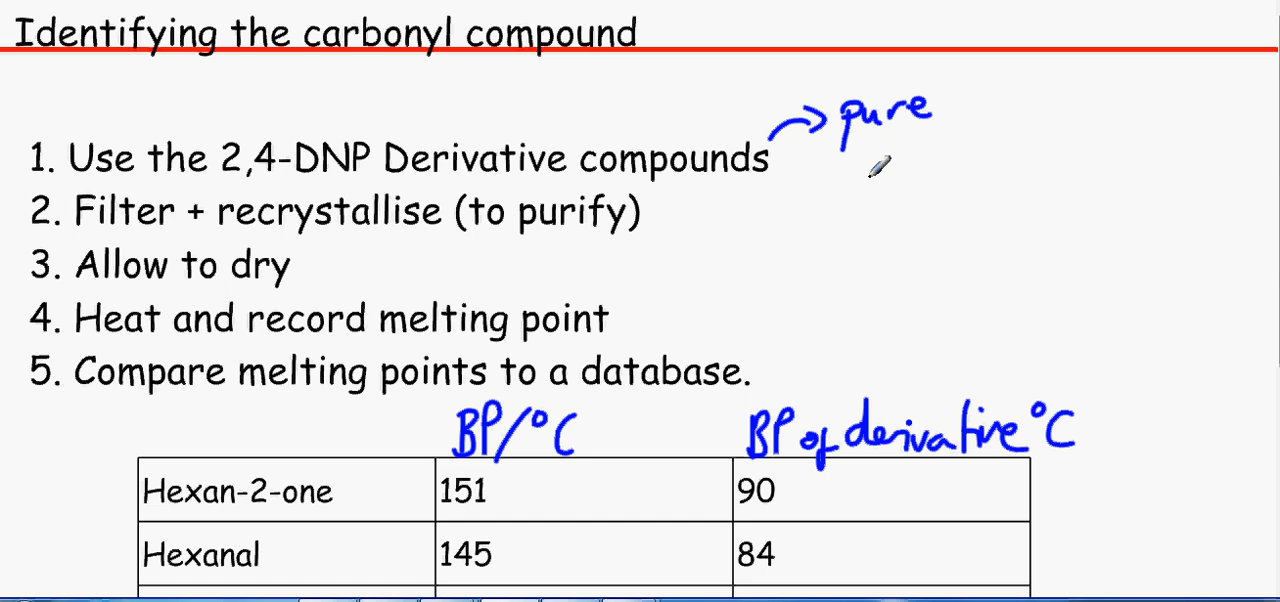 Identifying the carbonyl compound
pure
1. Use the 2,4-DNP Derivative compounds
2. Filter + recrystallise (to purify)
3. Allow to dry
4. Heat and record melting point
5. Compare melting points to a database.
BP/°C BP of derivative °C
Hexan-2-one 151 90
Hexanal 145 84